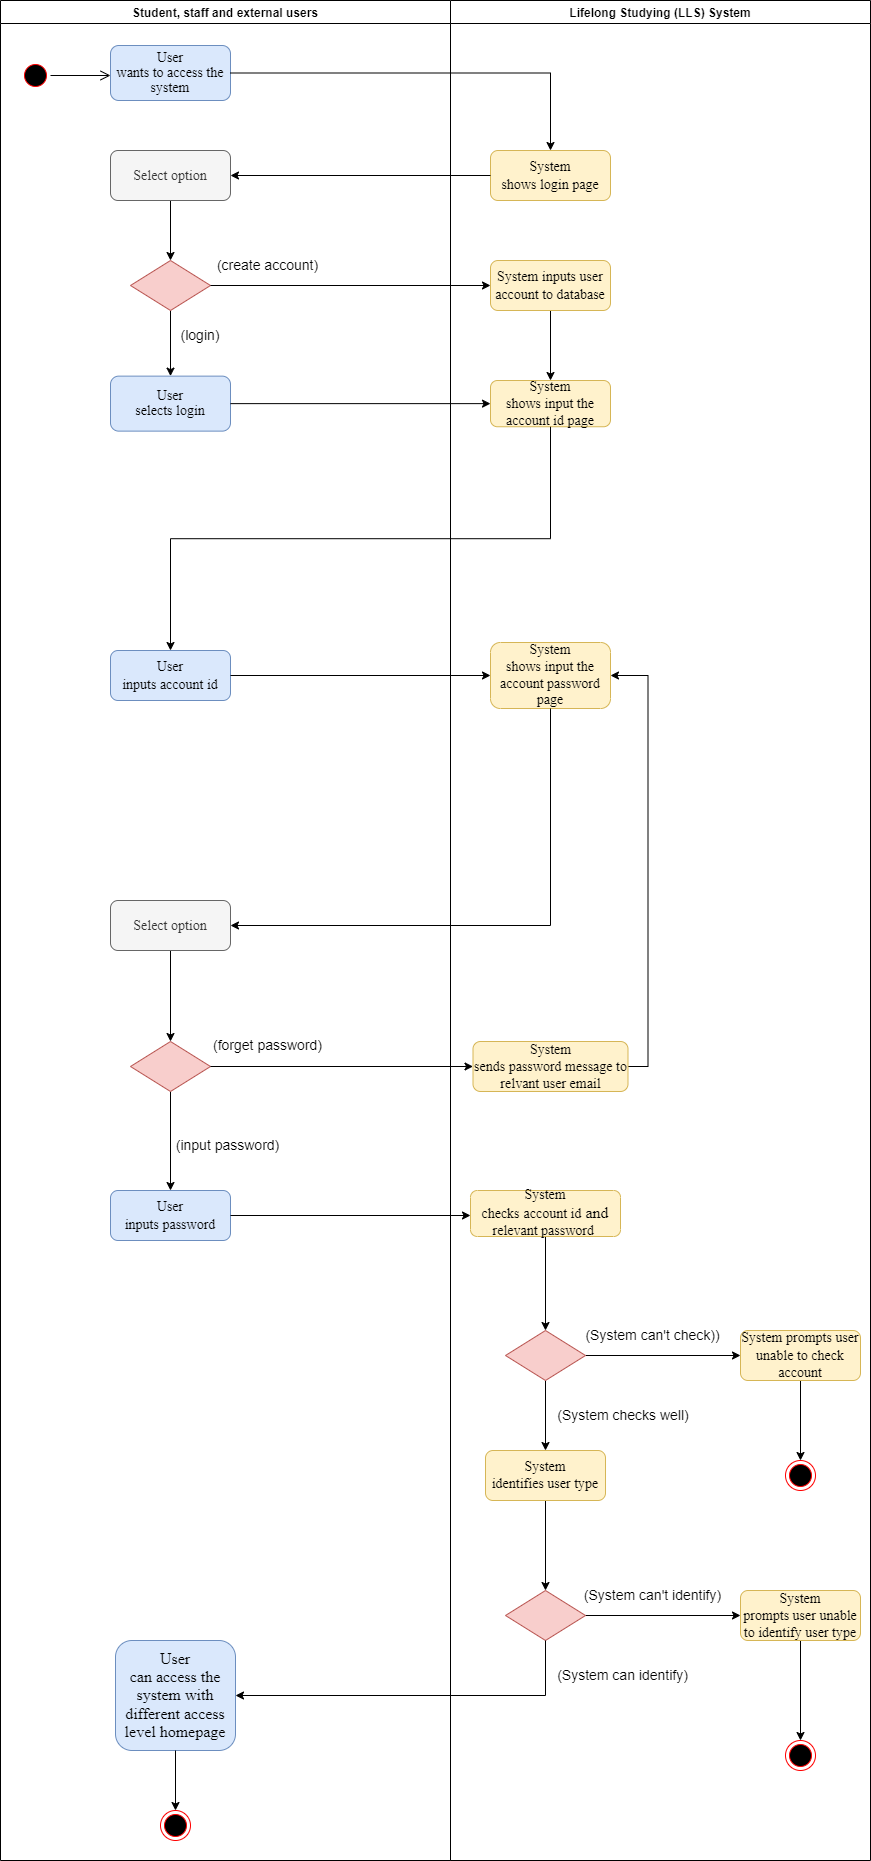 Student, staff and external users
Lifelong Studying (LLS) System
User
wants to access the
system
System
shows login page
Select option
(create account)
System inputs user
account to database
(login)
User
selects login
System
shows input the
account id page
User
inputs account id
System
shows input the
account password
page
Select option
(forget password)
System
sends password message to
relvant user email
(input password)
User
inputs password
System
checks account id and
relevant password
(System can't check))
System prompts user
unable to check
account
(System checks well)
System
identifies user type
(System can't identify)
System
prompts user unable
to identify user type
(System can identify)
User
can access the
system with
different access
level homepage